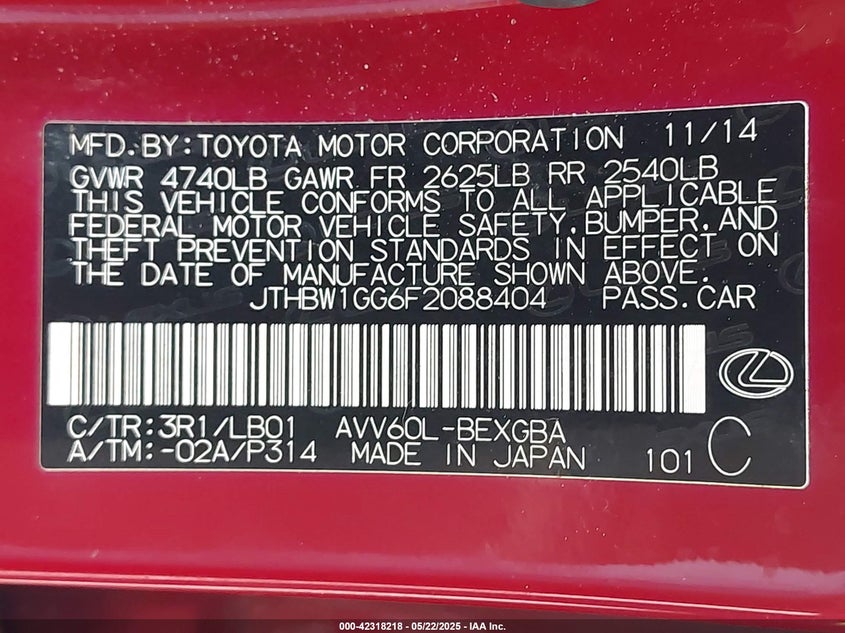 MFD. BY: TOYOTA MOTOR CORPORATION 11/14
GVWR 4740LB GAWR FR 2625LB RR 2540LB
THIS VEHICLE CONFORMS TO ALL APPLICABLE
FEDERAL MOTOR VEHICLE SAFETY, BUMPER, AND
THEFT PREVENTION STANDARDS IN EFFECT ON
THE DATE OF MANUFACTURE SHOWN ABOVE.
JTHBW1GG6F2088404 PASS.CAR
C/TR:3R1/LB01 AVV60L-BEXGBA
A/TM:-02A/P314 MADE IN JAPAN 101 C
000-42318218 - 05/22/2025 - IAA Inc.